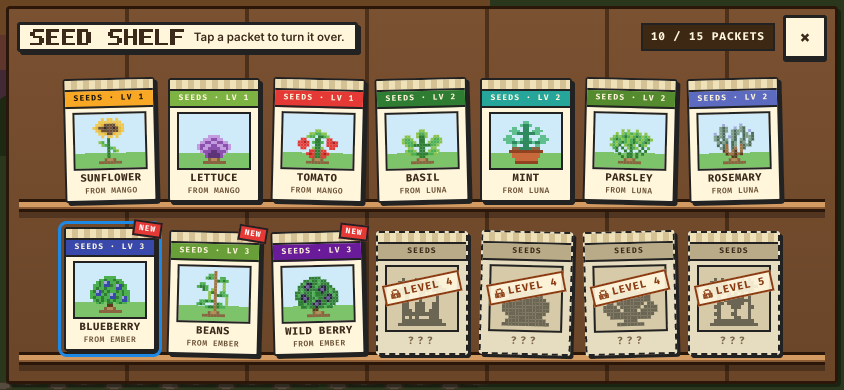 SEED SHELF Tap a packet to turn it over. 10 / 15 PACKETS ×
SEEDS · LV 1 SEEDS · LV 1 SEEDS · LV 1 SEEDS · LV 2 SEEDS · LV 2 SEEDS · LV 2 SEEDS · LV 2
SUNFLOWER LETTUCE TOMATO BASIL MINT PARSLEY ROSEMARY
FROM MANGO FROM MANGO FROM MANGO FROM LUNA FROM LUNA FROM LUNA FROM LUNA
NEW NEW NEW
SEEDS · LV 3 SEEDS · LV 3 SEEDS · LV 3 SEEDS SEEDS SEEDS SEEDS
LEVEL 4 LEVEL 4 LEVEL 4 LEVEL 5
BLUEBERRY BEANS WILD BERRY ??? ??? ??? ???
FROM EMBER FROM EMBER FROM EMBER